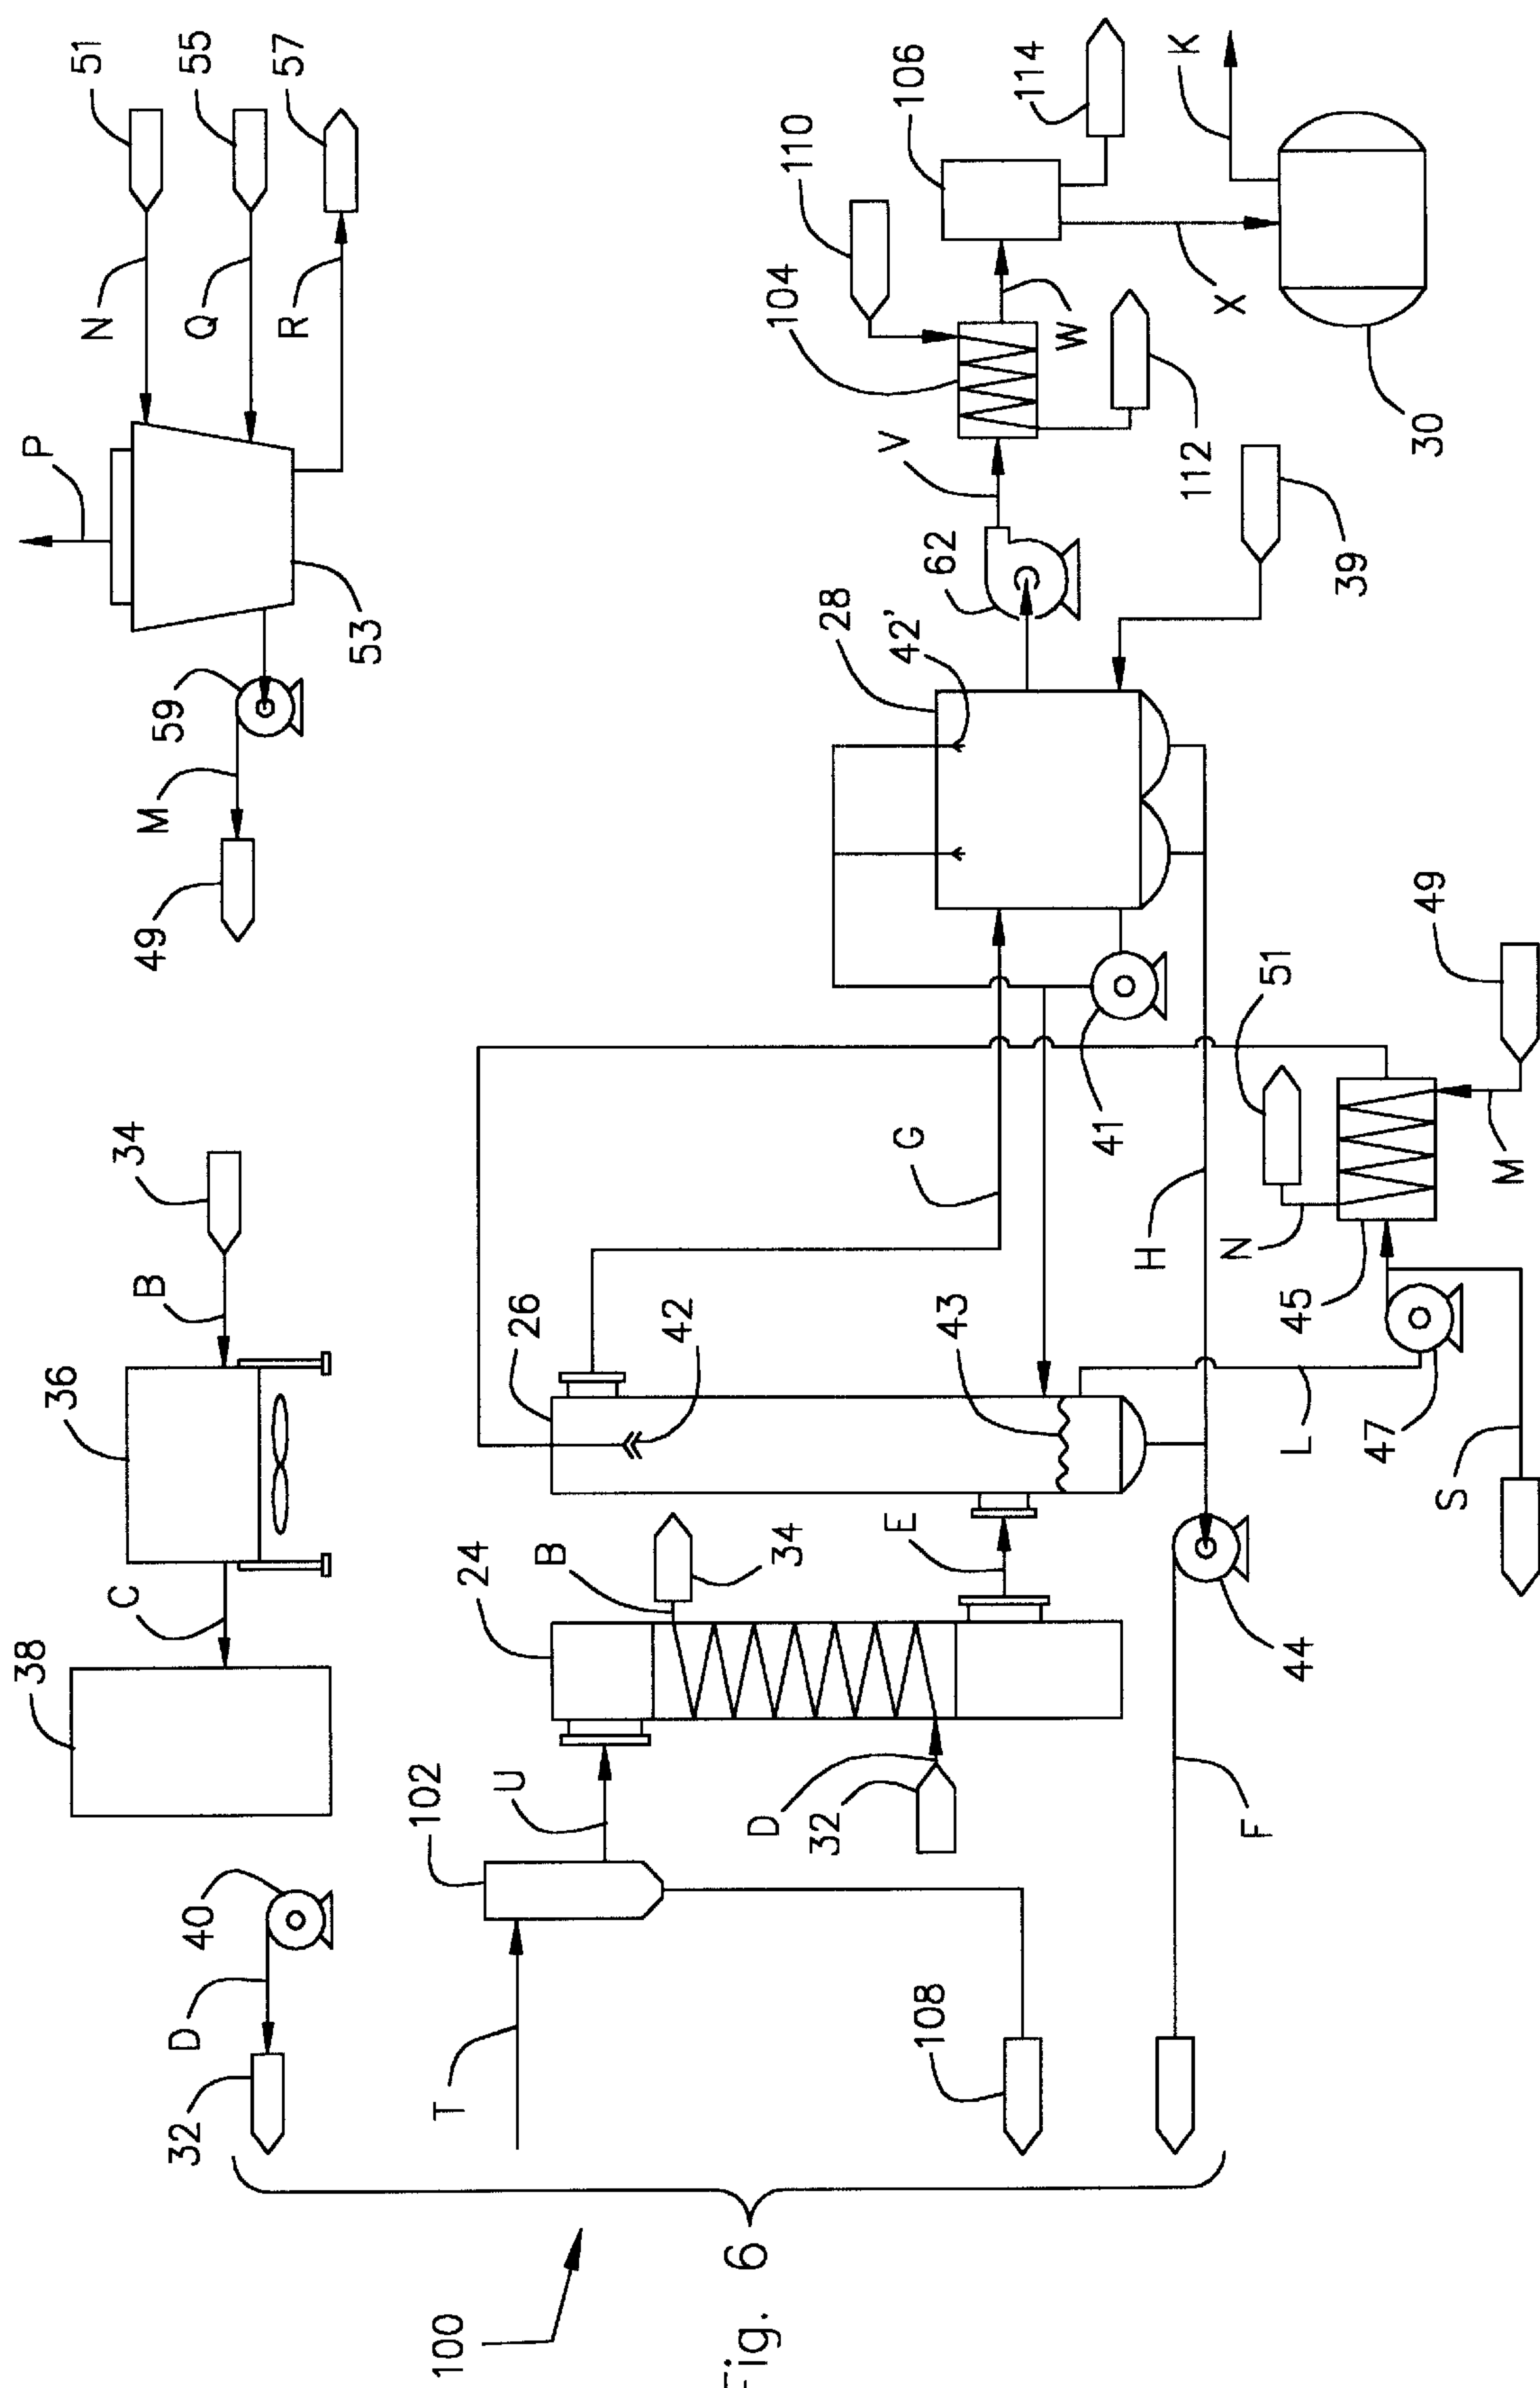 100
Fig. 6
32
D
40
38
C
36
B
34
49
M
59
53
P
N
Q
R
51
55
57
T
102
U
24
B
34
D
32
E
26
42
43
G
28
42'
62
V
104
110
W
112
106
114
K
X
30
39
41
H
108
F
44
L
47
S
45
N
51
M
49